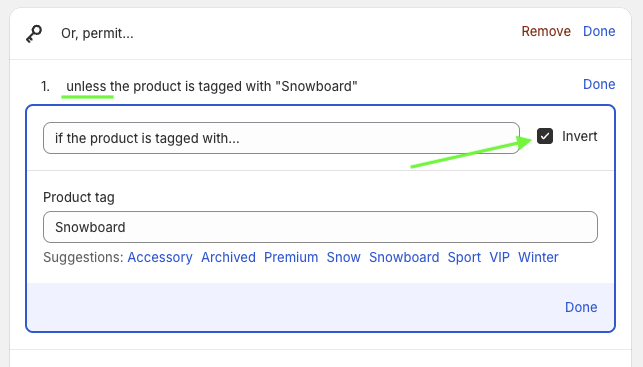 Or, permit...
Remove Done
1. unless the product is tagged with "Snowboard"
Done
if the product is tagged with...
Invert
Product tag
Snowboard
Suggestions: Accessory Archived Premium Snow Snowboard Sport VIP Winter
Done